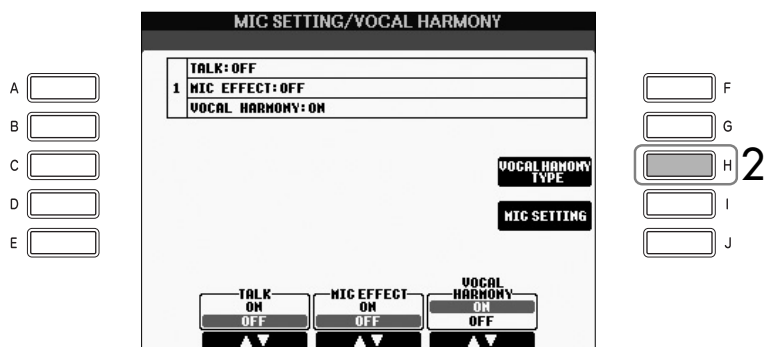 MIC SETTING/VOCAL HARMONY
TALK:OFF
1 MIC EFFECT:OFF
VOCAL HARMONY:ON
A
B
C
D
E
F
G
H 2
I
J
VOCAL HAMONY
TYPE
MIC SETTING
TALK
ON
OFF
MIC EFFECT
ON
OFF
VOCAL
HARMONY
ON
OFF